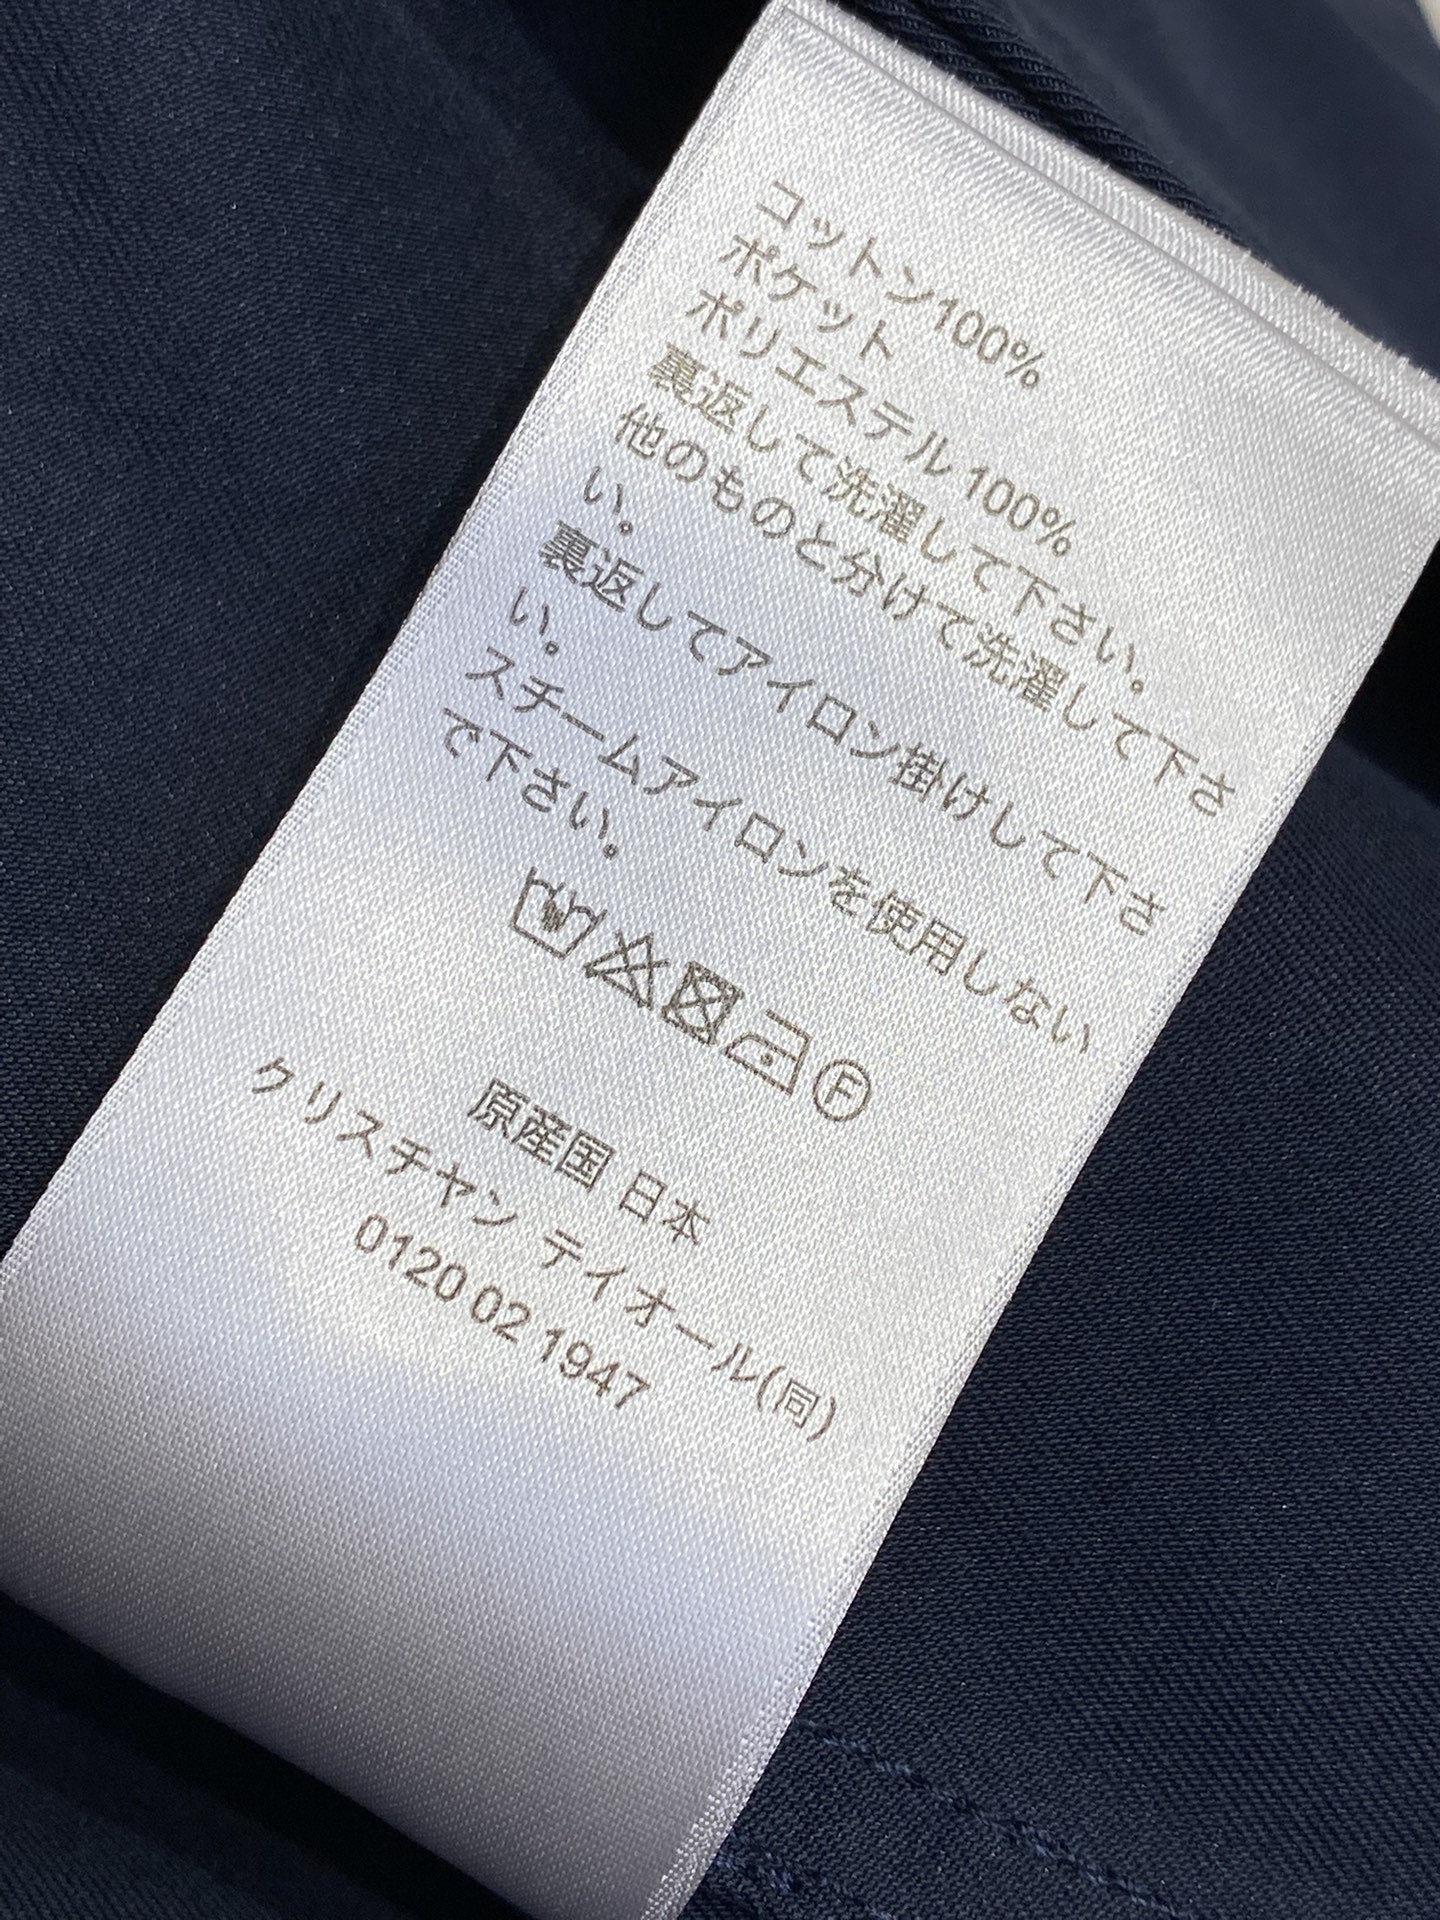 コットン100%
ポケット
ポリエステル 100%
裏返して洗濯して下さい。
他のものと分けて洗濯して下さ
い。
裏返してアイロン掛けして下さ
い。
スチームアイロンを使用しない
で下さい。
F
原産国 日本
クリスチャン ディオール(同)
0120 02 1947